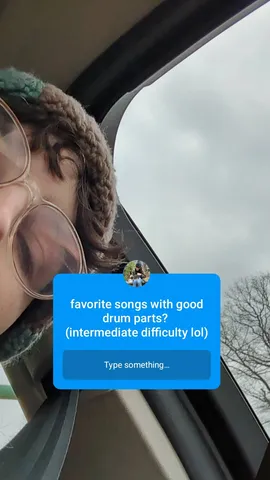 favorite songs with good
drum parts?
(intermediate difficulty lol)
Type something...